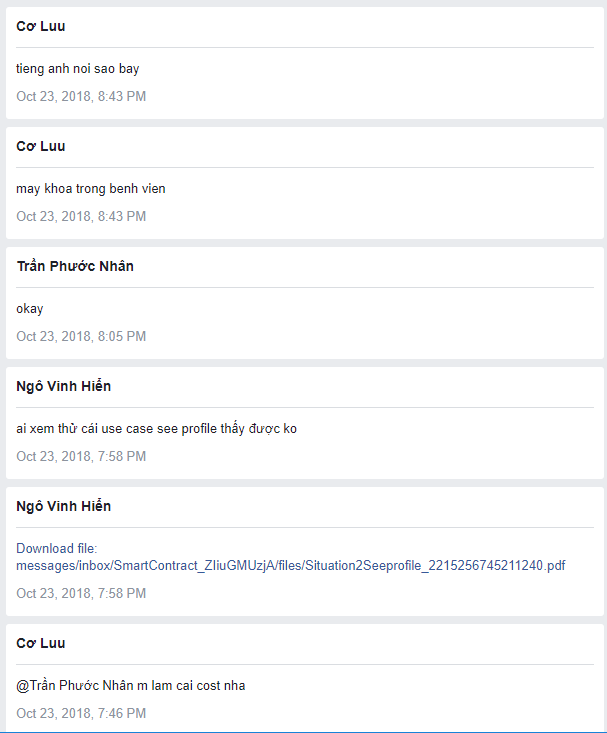 Cơ Luu
tieng anh noi sao bay
Oct 23, 2018, 8:43 PM
Cơ Luu
may khoa trong benh vien
Oct 23, 2018, 8:43 PM
Trần Phước Nhân
okay
Oct 23, 2018, 8:05 PM
Ngô Vinh Hiển
ai xem thử cái use case see profile thấy được ko
Oct 23, 2018, 7:58 PM
Ngô Vinh Hiển
Download file:
messages/inbox/SmartContract_ZIiuGMUzjA/files/Situation2Seeprofile_2215256745211240.pdf
Oct 23, 2018, 7:58 PM
Cơ Luu
@Trần Phước Nhân m lam cai cost nha
Oct 23, 2018, 7:46 PM